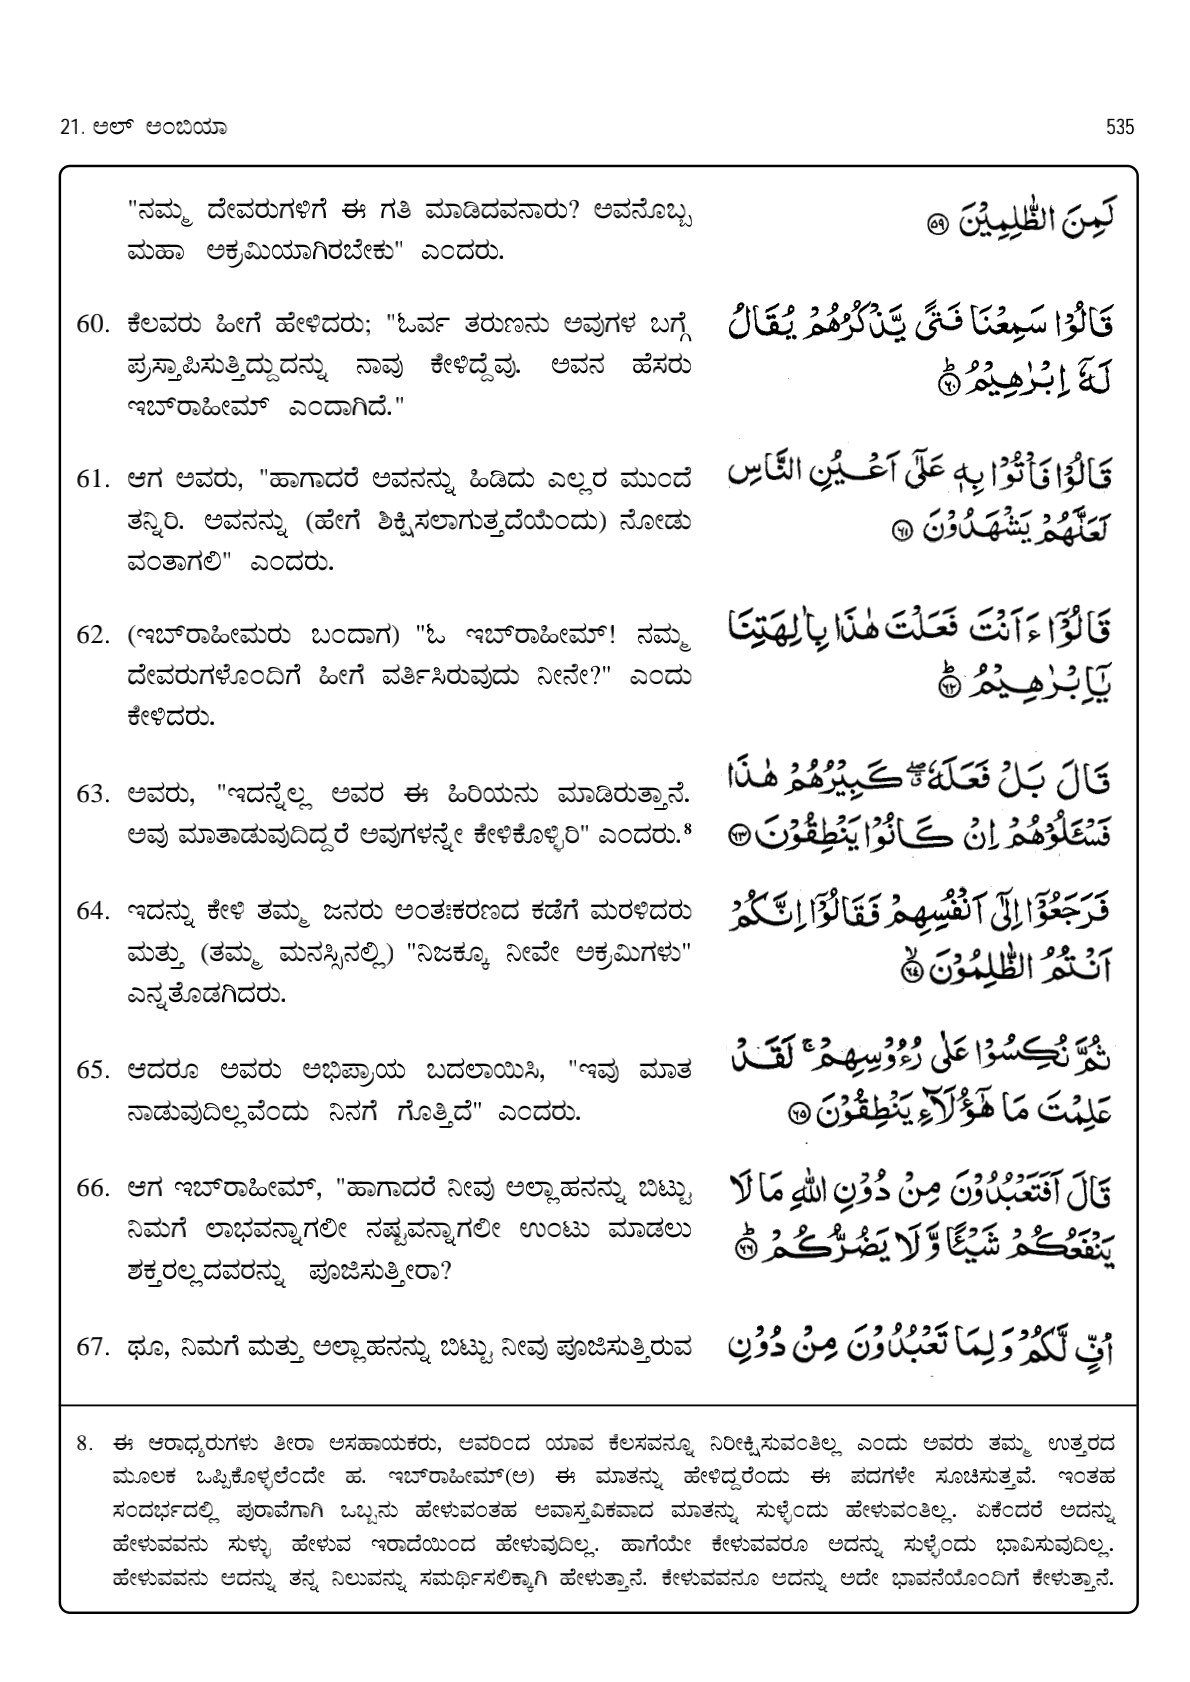 21. ಅಲ್ ಅಂಬಿಯಾ 535
"ನಮ್ಮ ದೇವರುಗಳಿಗೆ ಈ ಗತಿ ಮಾಡಿದವನಾರು? ಅವನೊಬ್ಬ
ಮಹಾ ಅಕ್ರಮಿಯಾಗಿರಬೇಕು" ಎಂದರು.
لَمِنَ الظّٰلِمِيْنَ ۝۵۹
60. ಕೆಲವರು ಹೀಗೆ ಹೇಳಿದರು; "ಓರ್ವ ತರುಣನು ಅವುಗಳ ಬಗ್ಗೆ
ಪ್ರಸ್ತಾಪಿಸುತ್ತಿದ್ದುದನ್ನು ನಾವು ಕೇಳಿದ್ದೆವು. ಅವನ ಹೆಸರು
ಇಬ್‌ರಾಹೀಮ್ ಎಂದಾಗಿದೆ."
قَالُوْا سَمِعْنَا فَتًى يَّذْكُرُهُمْ يُقَالُ
لَهٗۤ اِبْرٰهِيْمُ ؕ۝۶۰
61. ಆಗ ಅವರು, "ಹಾಗಾದರೆ ಅವನನ್ನು ಹಿಡಿದು ಎಲ್ಲರ ಮುಂದೆ
ತನ್ನಿರಿ. ಅವನನ್ನು (ಹೇಗೆ ಶಿಕ್ಷಿಸಲಾಗುತ್ತದೆಯೆಂದು) ನೋಡು
ವಂತಾಗಲಿ" ಎಂದರು.
قَالُوْا فَاْتُوْا بِهٖ عَلٰۤى اَعْيُنِ النَّاسِ
لَعَلَّهُمْ يَشْهَدُوْنَ ۝۶۱
62. (ಇಬ್‌ರಾಹೀಮರು ಬಂದಾಗ) "ಓ ಇಬ್‌ರಾಹೀಮ್! ನಮ್ಮ
ದೇವರುಗಳೊಂದಿಗೆ ಹೀಗೆ ವರ್ತಿಸಿರುವುದು ನೀನೇ?" ಎಂದು
ಕೇಳಿದರು.
قَالُوْۤا ءَاَنْتَ فَعَلْتَ هٰذَا بِاٰلِهَتِنَا
يٰۤاِبْرٰهِيْمُ ؕ۝۶۲
63. ಅವರು, "ಇದನ್ನೆಲ್ಲ ಅವರ ಈ ಹಿರಿಯನು ಮಾಡಿರುತ್ತಾನೆ.
ಅವು ಮಾತಾಡುವುದಿದ್ದರೆ ಅವುಗಳನ್ನೇ ಕೇಳಿಕೊಳ್ಳಿರಿ" ಎಂದರು.⁸
قَالَ بَلْ فَعَلَهٗ ۖۗ كَبِيْرُهُمْ هٰذَا
فَسْـَٔلُوْهُمْ اِنْ كَانُوْا يَنْطِقُوْنَ ۝۶۳
64. ಇದನ್ನು ಕೇಳಿ ತಮ್ಮ ಜನರು ಅಂತಃಕರಣದ ಕಡೆಗೆ ಮರಳಿದರು
ಮತ್ತು (ತಮ್ಮ ಮನಸ್ಸಿನಲ್ಲಿ) "ನಿಜಕ್ಕೂ ನೀವೇ ಅಕ್ರಮಿಗಳು"
ಎನ್ನತೊಡಗಿದರು.
فَرَجَعُوْۤا اِلٰۤى اَنْفُسِهِمْ فَقَالُوْۤا اِنَّكُمْ
اَنْتُمُ الظّٰلِمُوْنَ ۙ۝۶۴
65. ಆದರೂ ಅವರು ಅಭಿಪ್ರಾಯ ಬದಲಾಯಿಸಿ, "ಇವು ಮಾತ
ನಾಡುವುದಿಲ್ಲವೆಂದು ನಿನಗೆ ಗೊತ್ತಿದೆ" ಎಂದರು.
ثُمَّ نُكِسُوْا عَلٰى رُءُوْسِهِمْ ۚ لَقَدْ
عَلِمْتَ مَا هٰۤؤُلَآءِ يَنْطِقُوْنَ ۝۶۵
66. ಆಗ ಇಬ್‌ರಾಹೀಮ್, "ಹಾಗಾದರೆ ನೀವು ಅಲ್ಲಾಹನನ್ನು ಬಿಟ್ಟು
ನಿಮಗೆ ಲಾಭವನ್ನಾಗಲೀ ನಷ್ಟವನ್ನಾಗಲೀ ಉಂಟು ಮಾಡಲು
ಶಕ್ತರಲ್ಲದವರನ್ನು ಪೂಜಿಸುತ್ತೀರಾ?
قَالَ اَفَتَعْبُدُوْنَ مِنْ دُوْنِ اللّٰهِ مَا لَا
يَنْفَعُكُمْ شَيْـًٔا وَّلَا يَضُرُّكُمْ ؕ۝۶۶
67. ಥೂ, ನಿಮಗೆ ಮತ್ತು ಅಲ್ಲಾಹನನ್ನು ಬಿಟ್ಟು ನೀವು ಪೂಜಿಸುತ್ತಿರುವ
اُفٍّ لَّكُمْ وَلِمَا تَعْبُدُوْنَ مِنْ دُوْنِ
8. ಈ ಆರಾಧ್ಯರುಗಳು ತೀರಾ ಅಸಹಾಯಕರು, ಅವರಿಂದ ಯಾವ ಕೆಲಸವನ್ನೂ ನಿರೀಕ್ಷಿಸುವಂತಿಲ್ಲ ಎಂದು ಅವರು ತಮ್ಮ ಉತ್ತರದ
ಮೂಲಕ ಒಪ್ಪಿಕೊಳ್ಳಲೆಂದೇ ಹ. ಇಬ್‌ರಾಹೀಮ್(ಅ) ಈ ಮಾತನ್ನು ಹೇಳಿದ್ದರೆಂದು ಈ ಪದಗಳೇ ಸೂಚಿಸುತ್ತವೆ. ಇಂತಹ
ಸಂದರ್ಭದಲ್ಲಿ ಪುರಾವೆಗಾಗಿ ಒಬ್ಬನು ಹೇಳುವಂತಹ ಅವಾಸ್ತವಿಕವಾದ ಮಾತನ್ನು ಸುಳ್ಳೆಂದು ಹೇಳುವಂತಿಲ್ಲ. ಏಕೆಂದರೆ ಅದನ್ನು
ಹೇಳುವವನು ಸುಳ್ಳು ಹೇಳುವ ಇರಾದೆಯಿಂದ ಹೇಳುವುದಿಲ್ಲ. ಹಾಗೆಯೇ ಕೇಳುವವರೂ ಅದನ್ನು ಸುಳ್ಳೆಂದು ಭಾವಿಸುವುದಿಲ್ಲ.
ಹೇಳುವವನು ಅದನ್ನು ತನ್ನ ನಿಲುವನ್ನು ಸಮರ್ಥಿಸಲಿಕ್ಕಾಗಿ ಹೇಳುತ್ತಾನೆ. ಕೇಳುವವನೂ ಅದನ್ನು ಅದೇ ಭಾವನೆಯೊಂದಿಗೆ ಕೇಳುತ್ತಾನೆ.